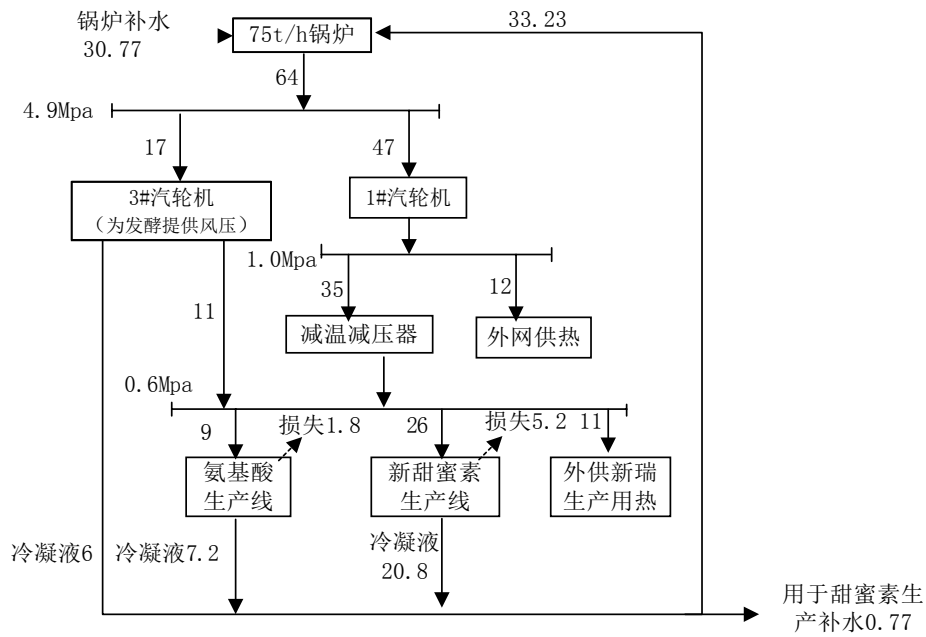 锅炉补水
30.77
75t/h锅炉
33.23
64
4.9Mpa
17
47
3#汽轮机
（为发酵提供风压）
1#汽轮机
1.0Mpa
35
12
11
减温减压器
外网供热
0.6Mpa
9
损失1.8
26
损失5.2
11
氨基酸
生产线
新甜蜜素
生产线
外供新瑞
生产用热
冷凝液6
冷凝液7.2
冷凝液
20.8
用于甜蜜素生
产补水0.77